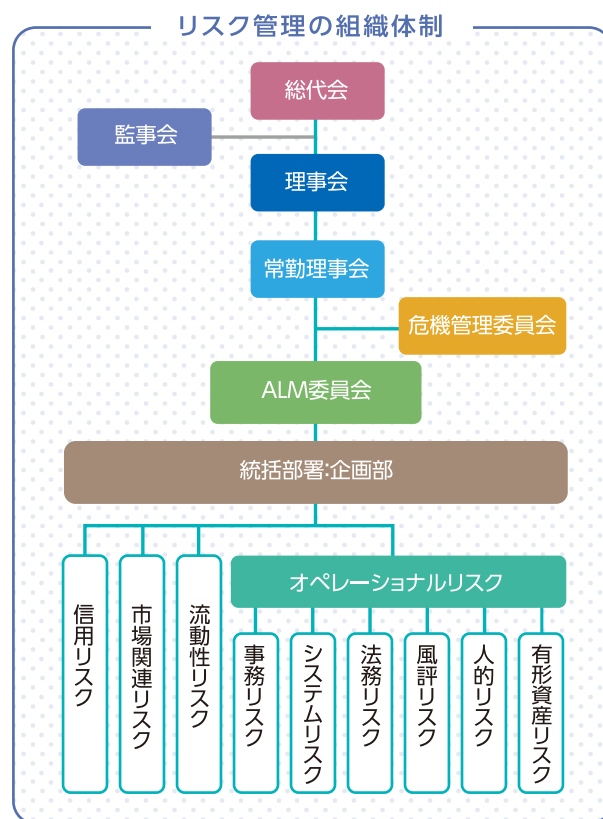 リスク管理の組織体制
総代会
監事会
理事会
常勤理事会
危機管理委員会
ALM委員会
統括部署:企画部
オペレーショナルリスク
信用リスク
市場関連リスク
流動性リスク
事務リスク
システムリスク
法務リスク
風評リスク
人的リスク
有形資産リスク